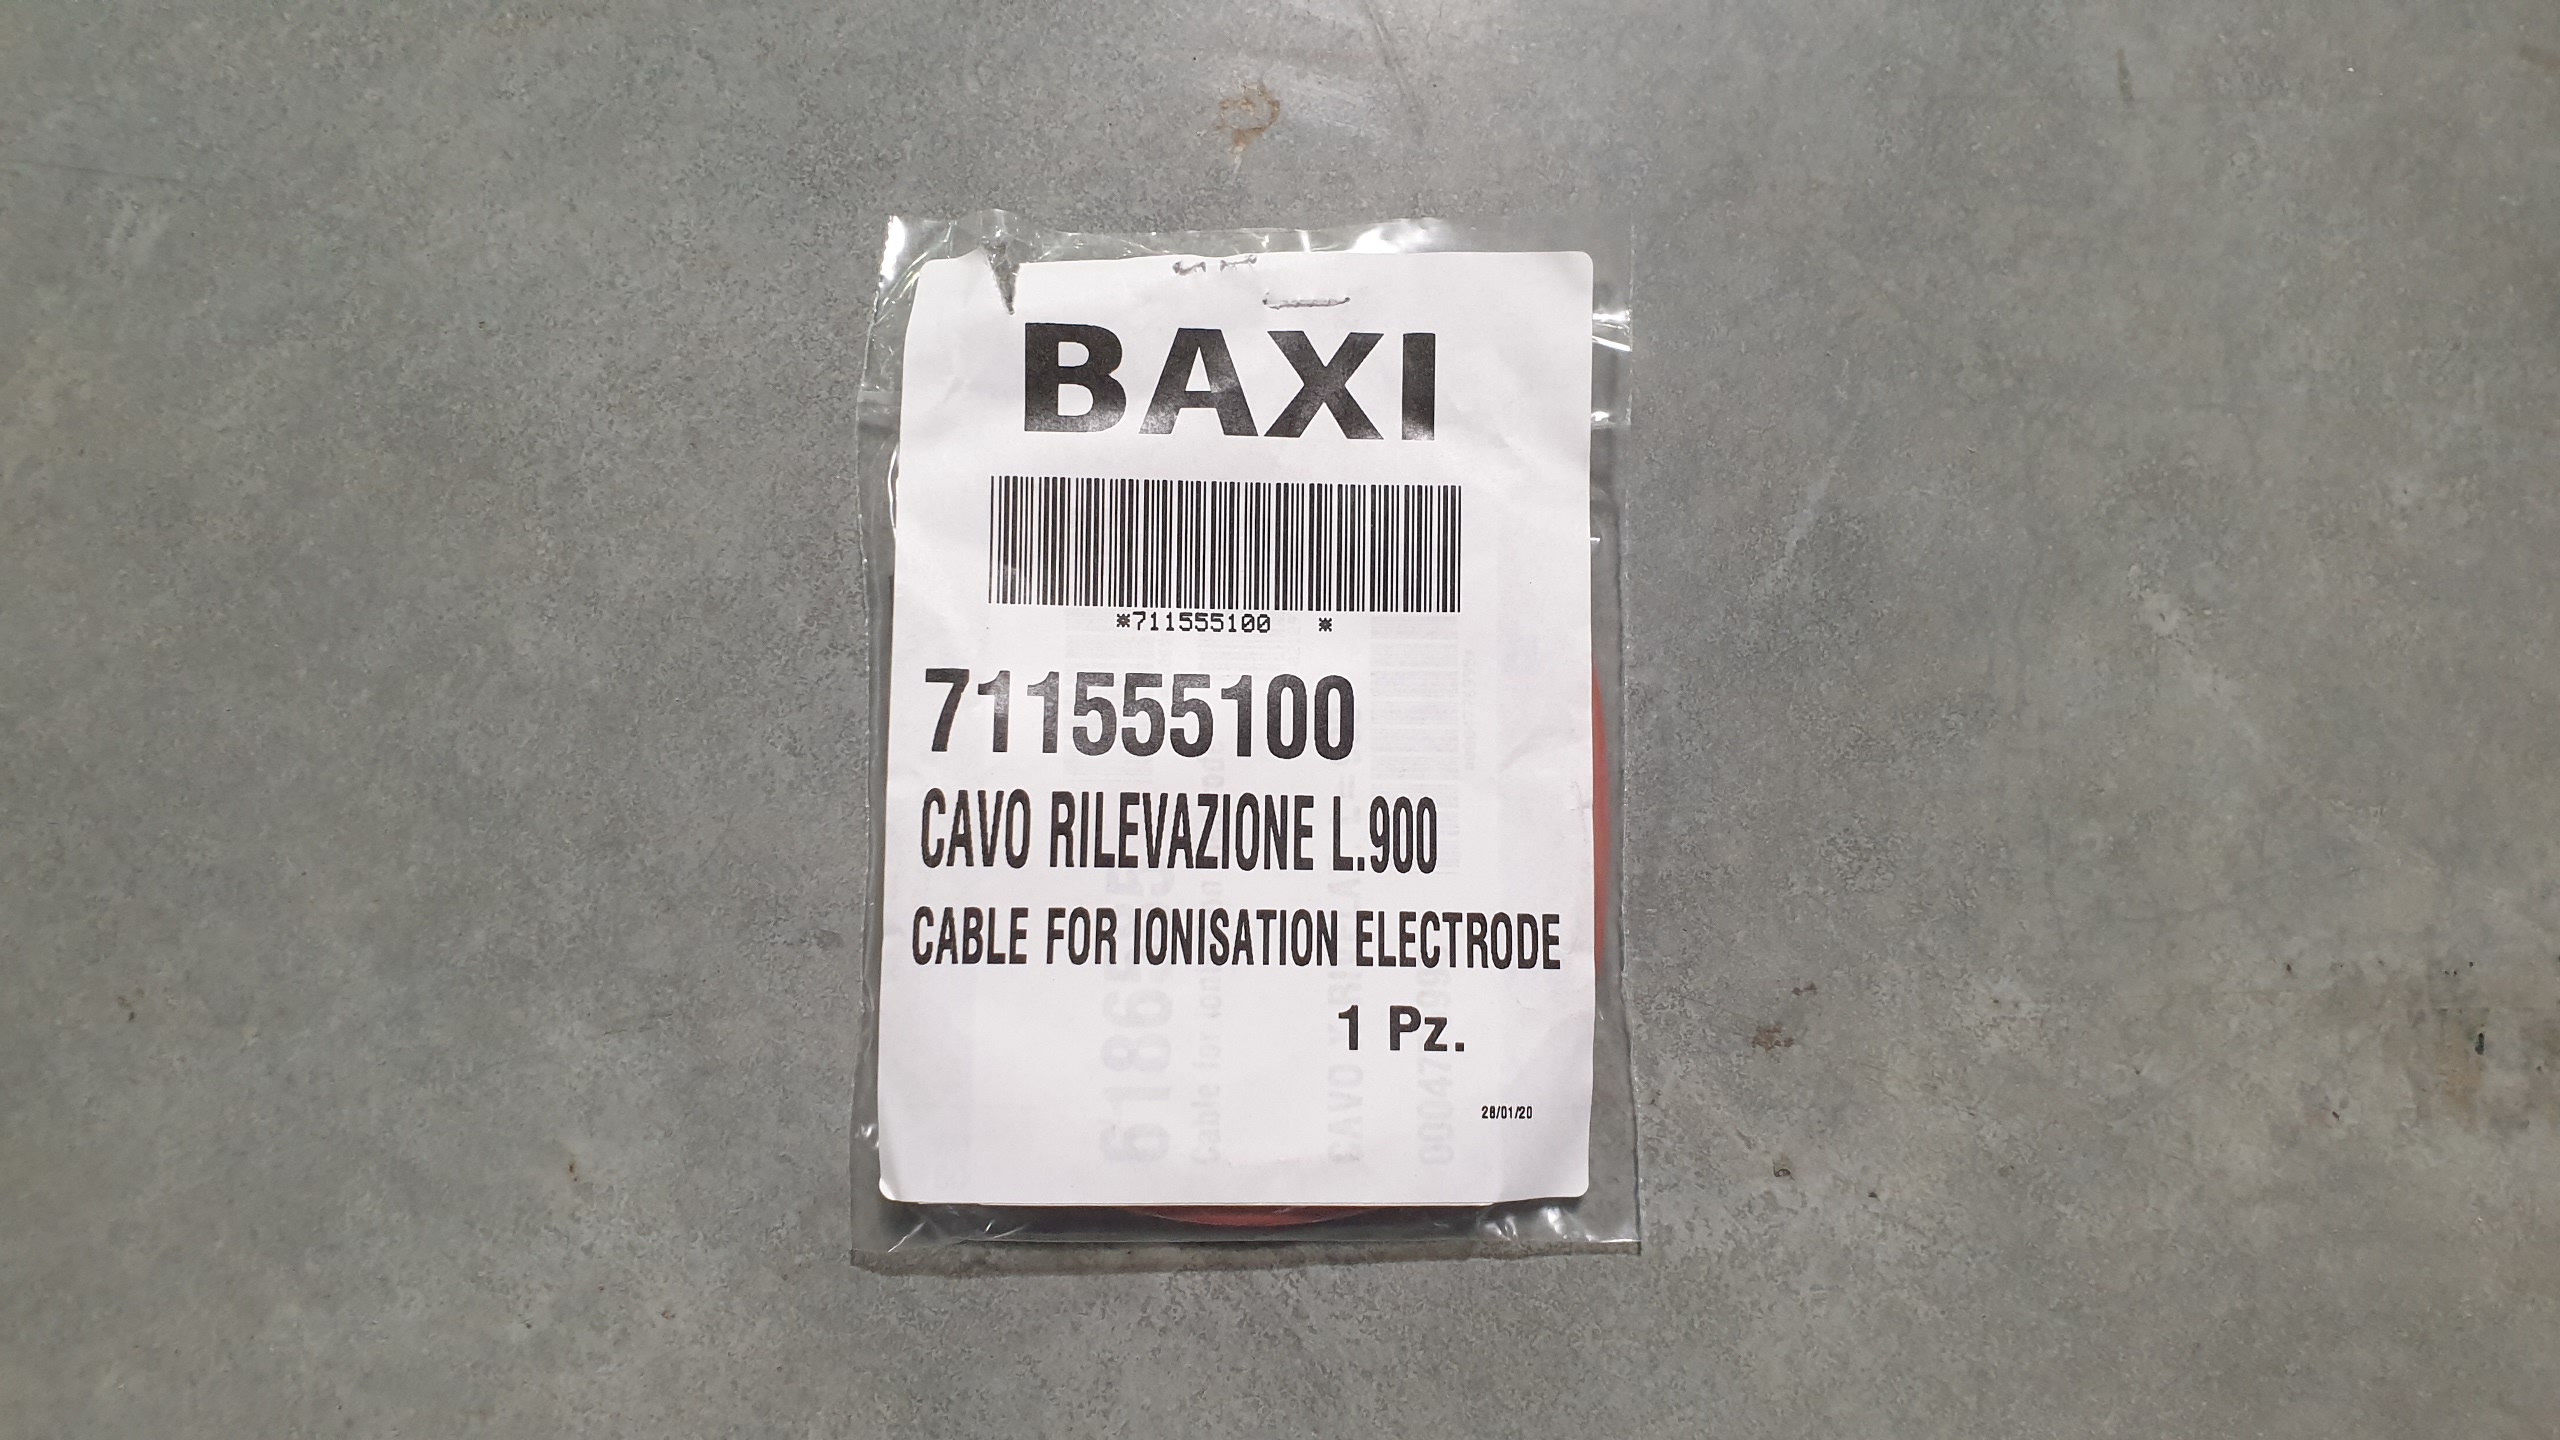 BAXI
*711555100 *
711555100
CAVO RILEVAZIONE L.900
CABLE FOR IONISATION ELECTRODE
1 Pz.
28/01/20